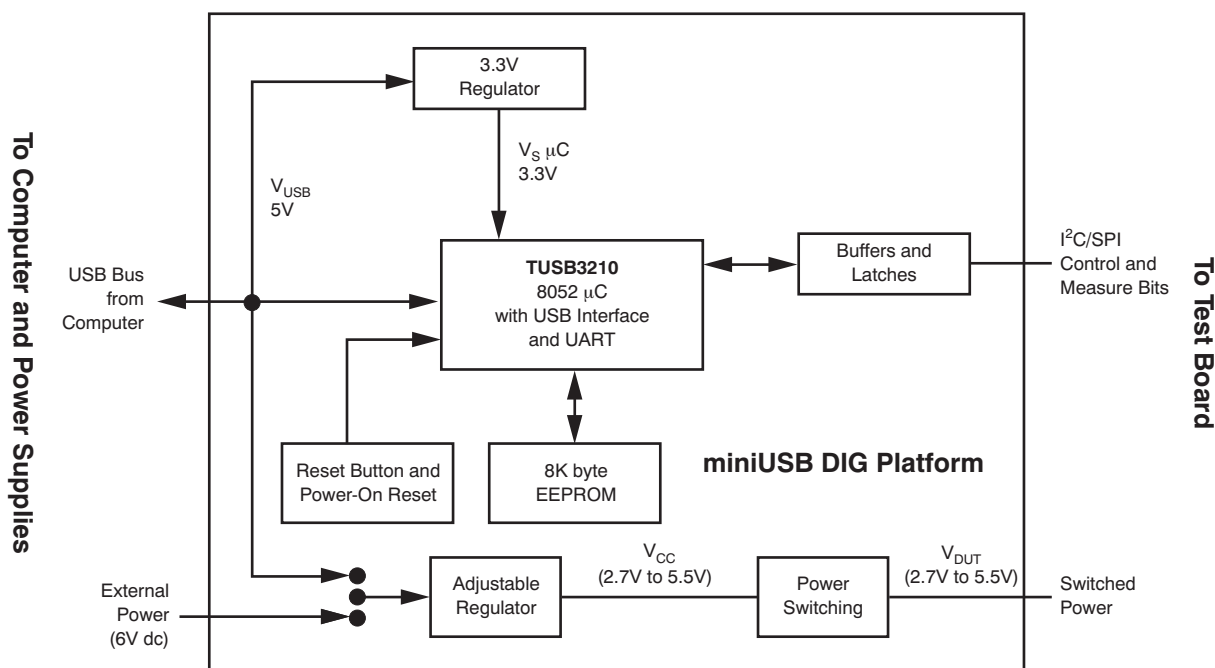 To Computer and Power Supplies
3.3V
Regulator
V_S μC
3.3V
V_USB
5V
USB Bus
from
Computer
TUSB3210
8052 μC
with USB Interface
and UART
Buffers and
Latches
I²C/SPI
Control and
Measure Bits
To Test Board
Reset Button and
Power-On Reset
8K byte
EEPROM
miniUSB DIG Platform
External
Power
(6V dc)
Adjustable
Regulator
V_CC
(2.7V to 5.5V)
Power
Switching
V_DUT
(2.7V to 5.5V)
Switched
Power